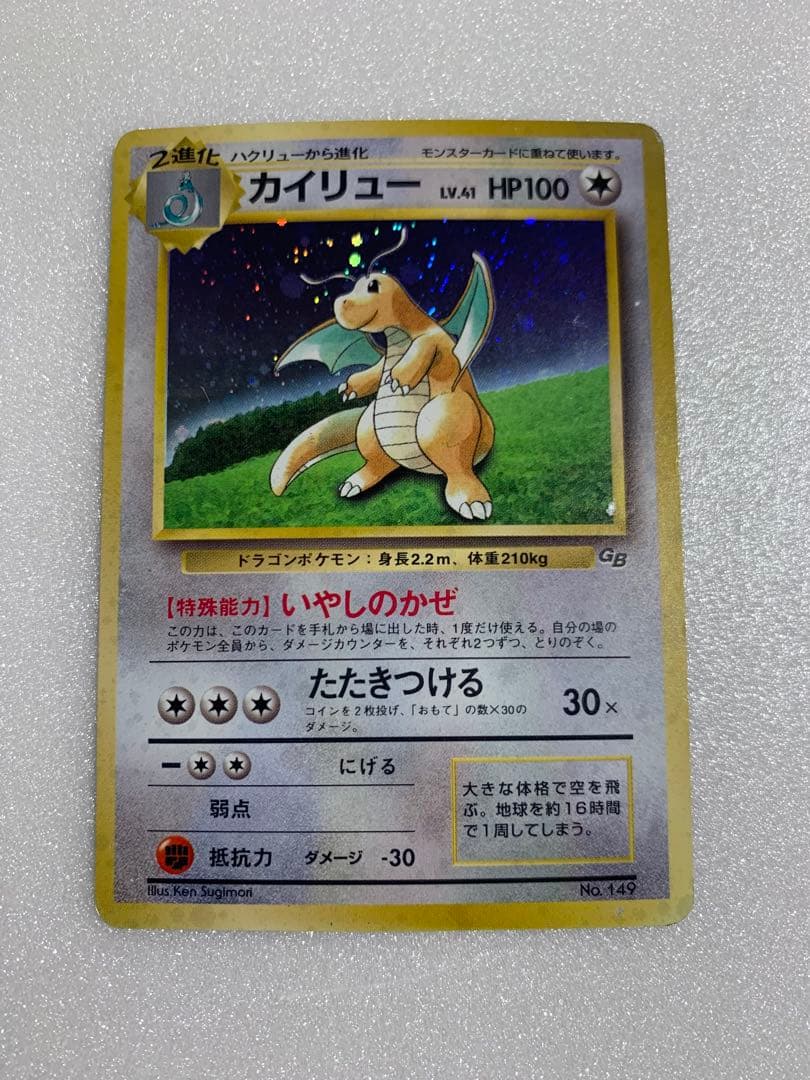 2進化 ハクリューから進化 モンスターカードに重ねて使います。
カイリュー LV.41 HP100
ドラゴンポケモン：身長2.2m、体重210kg GB
【特殊能力】いやしのかぜ
この力は、このカードを手札から場に出した時、1度だけ使える。自分の場の
ポケモン全員から、ダメージカウンターを、それぞれ2つずつ、とりのぞく。
たたきつける 30×
コインを2枚投げ、「おもて」の数×30の
ダメージ。
ー にげる
弱点
抵抗力 ダメージ -30
大きな体格で空を飛
ぶ。地球を約16時間
で1周してしまう。
Illus. Ken Sugimori No. 149